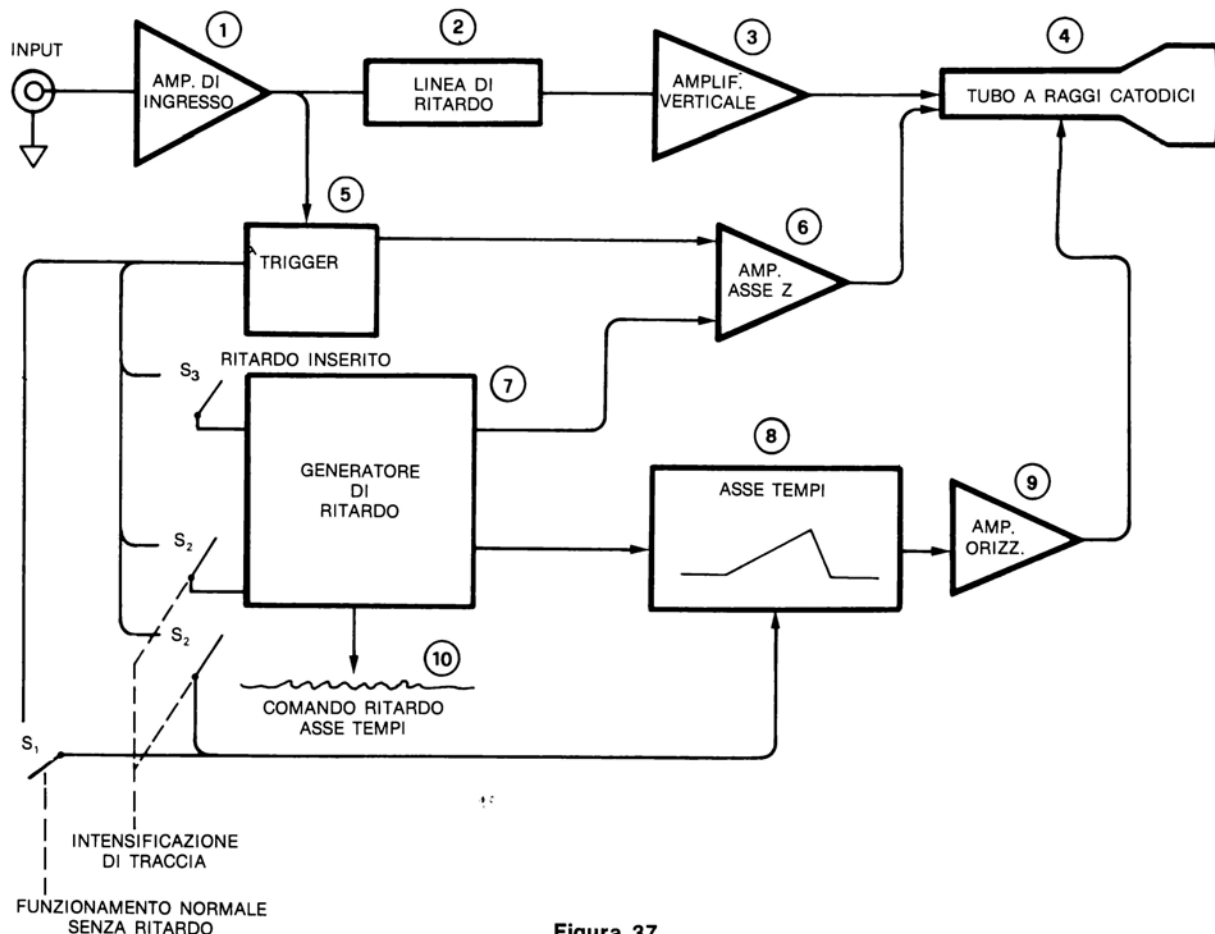 INPUT
1
AMP. DI
INGRESSO
2
LINEA DI
RITARDO
3
AMPLIF.
VERTICALE
4
TUBO A RAGGI CATODICI
5
TRIGGER
6
AMP.
ASSE Z
S3
RITARDO INSERITO
7
GENERATORE
DI
RITARDO
8
ASSE TEMPI
9
AMP.
ORIZZ.
S2
S2
10
COMANDO RITARDO
ASSE TEMPI
S1
INTENSIFICAZIONE
DI TRACCIA
FUNZIONAMENTO NORMALE
SENZA RITARDO
Figura 37